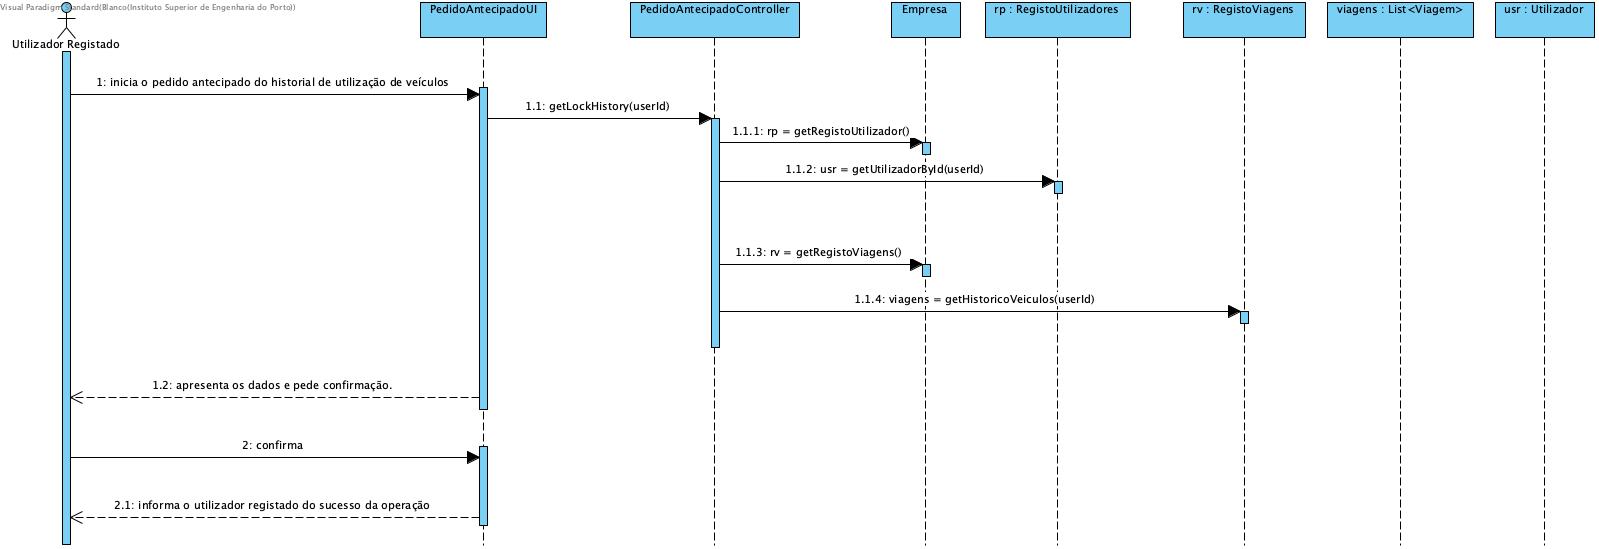 Visual Paradigm Standard(Blanco(Instituto Superior de Engenharia do Porto))
PedidoAntecipadoUI
PedidoAntecipadoController
Empresa
rp : RegistoUtilizadores
rv : RegistoViagens
viagens : List<Viagem>
usr : Utilizador
Utilizador Registado
1: inicia o pedido antecipado do historial de utilização de veículos
1.1: getLockHistory(userId)
1.1.1: rp = getRegistoUtilizador()
1.1.2: usr = getUtilizadorById(userId)
1.1.3: rv = getRegistoViagens()
1.1.4: viagens = getHistoricoVeiculos(userId)
1.2: apresenta os dados e pede confirmação.
2: confirma
2.1: informa o utilizador registado do sucesso da operação